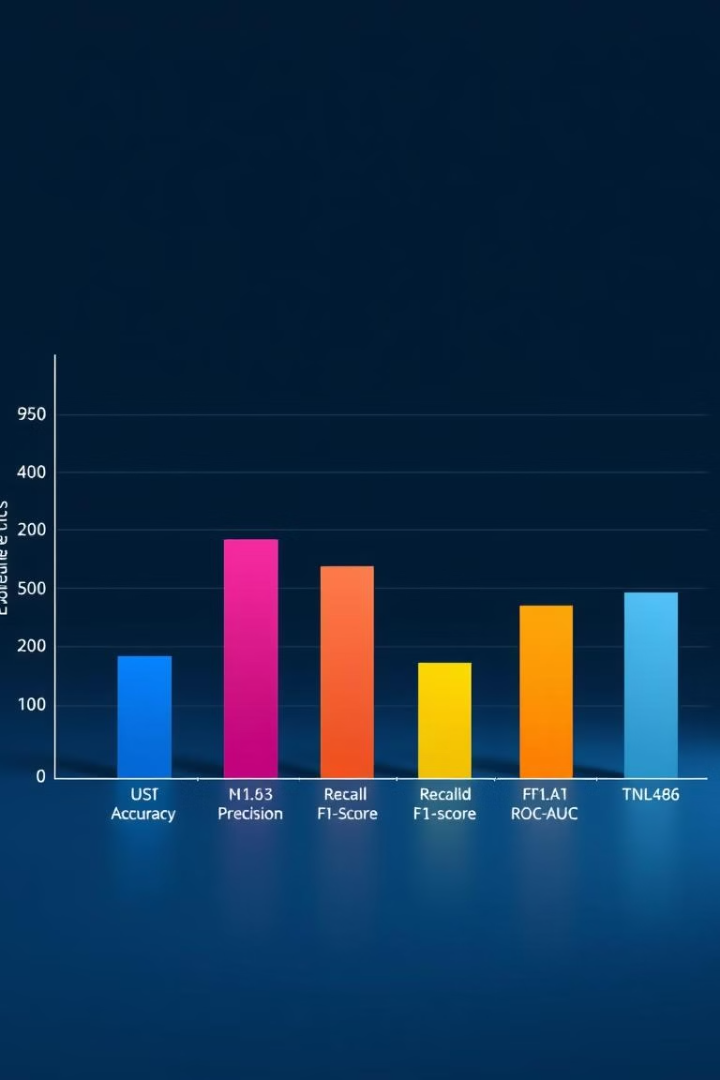 950
400
200
500
200
100
0
UST
Accuracy
M1.63
Precision
Recall
F1-Score
Recalld
F1-score
FF1.A1
ROC-AUC
TNL486